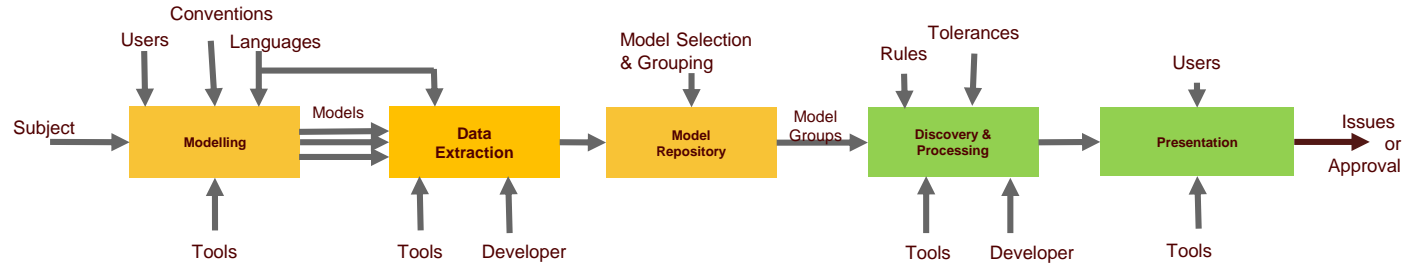 Conventions
Users
Languages
Model Selection
& Grouping
Tolerances
Rules
Users
Subject
Modelling
Models
Data
Extraction
Model
Repository
Model
Groups
Discovery &
Processing
Presentation
Issues
or
Approval
Tools
Tools
Developer
Tools
Developer
Tools